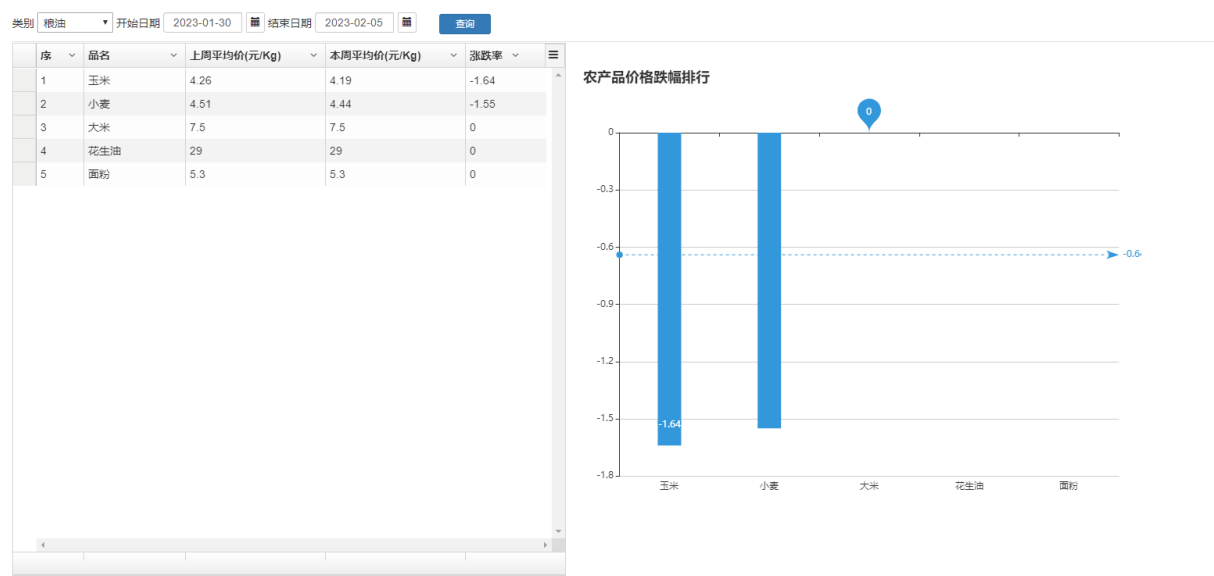 类别 粮油 开始日期 2023-01-30 结束日期 2023-02-05 查询
序 品名 上周平均价(元/Kg) 本周平均价(元/Kg) 涨跌率
1 玉米 4.26 4.19 -1.64
2 小麦 4.51 4.44 -1.55
3 大米 7.5 7.5 0
4 花生油 29 29 0
5 面粉 5.3 5.3 0
农产品价格跌幅排行
0
0
-0.3
-0.6
-0.64
-0.9
-1.2
-1.5
-1.64
-1.8
玉米 小麦 大米 花生油 面粉